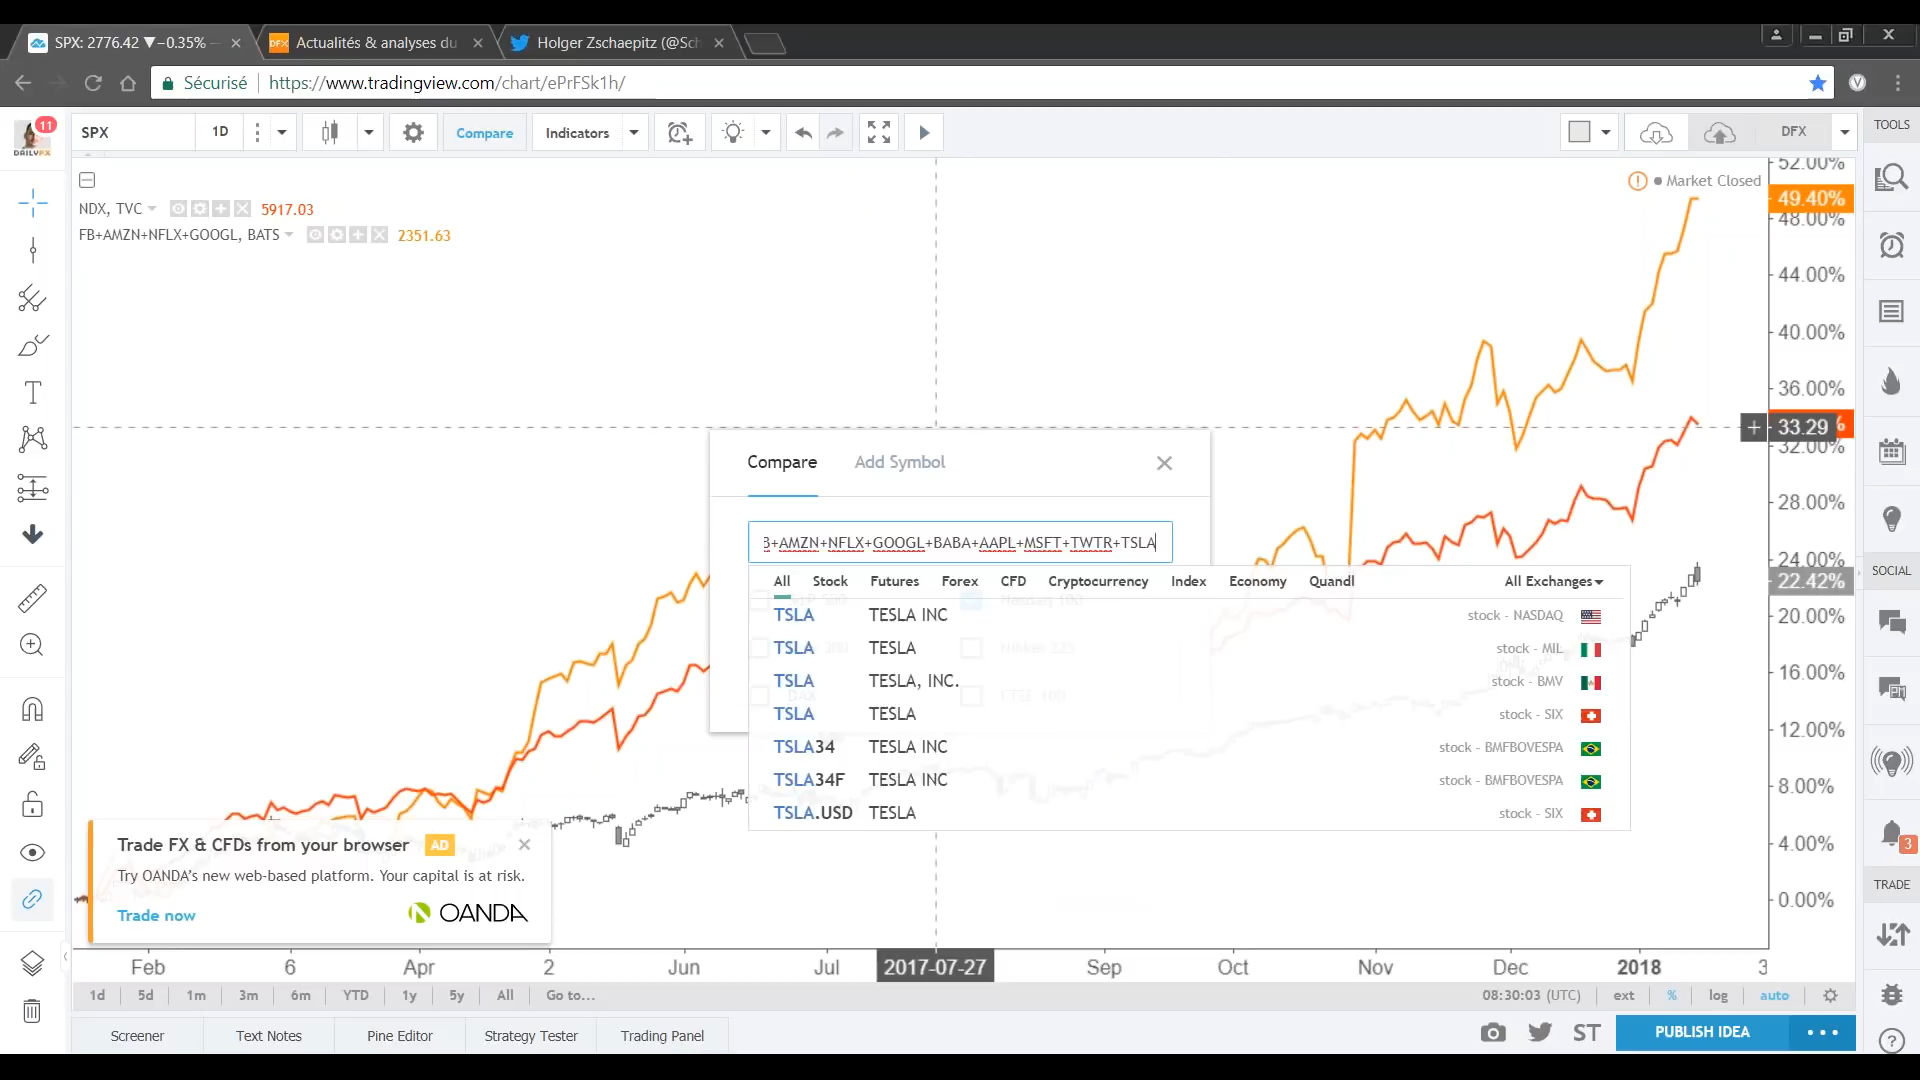 SPX: 2776.42 ▼−0.35% -
Actualités & analyses du
Holger Zschaepitz (@Sch
Sécurisé
https://www.tradingview.com/chart/ePrFSk1h/
V
11
DAILYFX
SPX
1D
Compare
Indicators
DFX
TOOLS
NDX, TVC
5917.03
FB+AMZN+NFLX+GOOGL, BATS
2351.63
Market Closed
52.00%
49.40%
48.00%
44.00%
40.00%
36.00%
33.29
32.00%
28.00%
24.00%
22.42%
20.00%
16.00%
12.00%
8.00%
4.00%
0.00%
Compare
Add Symbol
B+AMZN+NFLX+GOOGL+BABA+AAPL+MSFT+TWTR+TSLA
All
Stock
Futures
Forex
CFD
Cryptocurrency
Index
Economy
Quandl
All Exchanges
TSLA TESLA INC stock - NASDAQ
TSLA TESLA stock - MIL
TSLA TESLA, INC. stock - BMV
TSLA TESLA stock - SIX
TSLA34 TESLA INC stock - BMFBOVESPA
TSLA34F TESLA INC stock - BMFBOVESPA
TSLA.USD TESLA stock - SIX
Nasdaq 100
Nikkei 225
DAX
FTSE 100
SOCIAL
3
TRADE
Trade FX & CFDs from your browser
AD
Try OANDA's new web-based platform. Your capital is at risk.
Trade now
OANDA
Feb
6
Apr
2
Jun
Jul
2017-07-27
Sep
Oct
Nov
Dec
2018
1d
5d
1m
3m
6m
YTD
1y
5y
All
Go to...
08:30:03 (UTC)
ext
%
log
auto
Screener
Text Notes
Pine Editor
Strategy Tester
Trading Panel
ST
PUBLISH IDEA